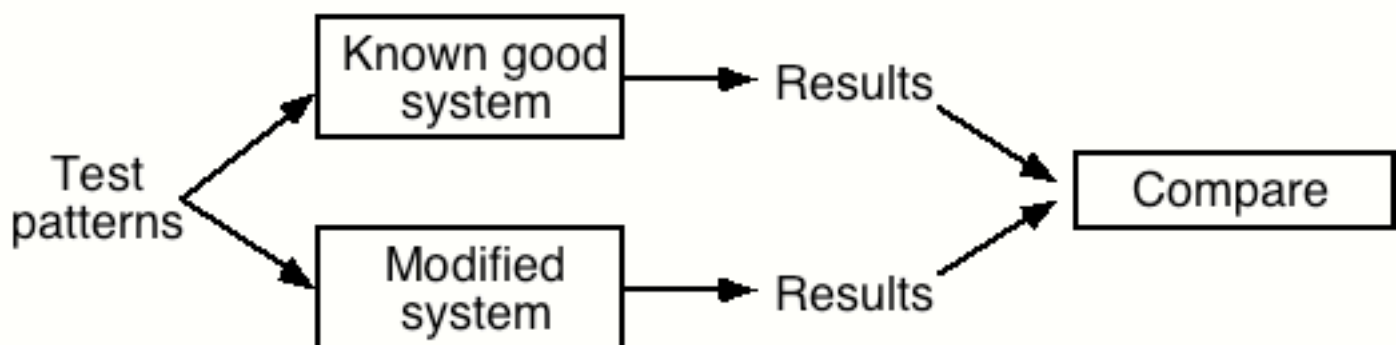 Known good
system
Results
Test
patterns
Compare
Modified
system
Results